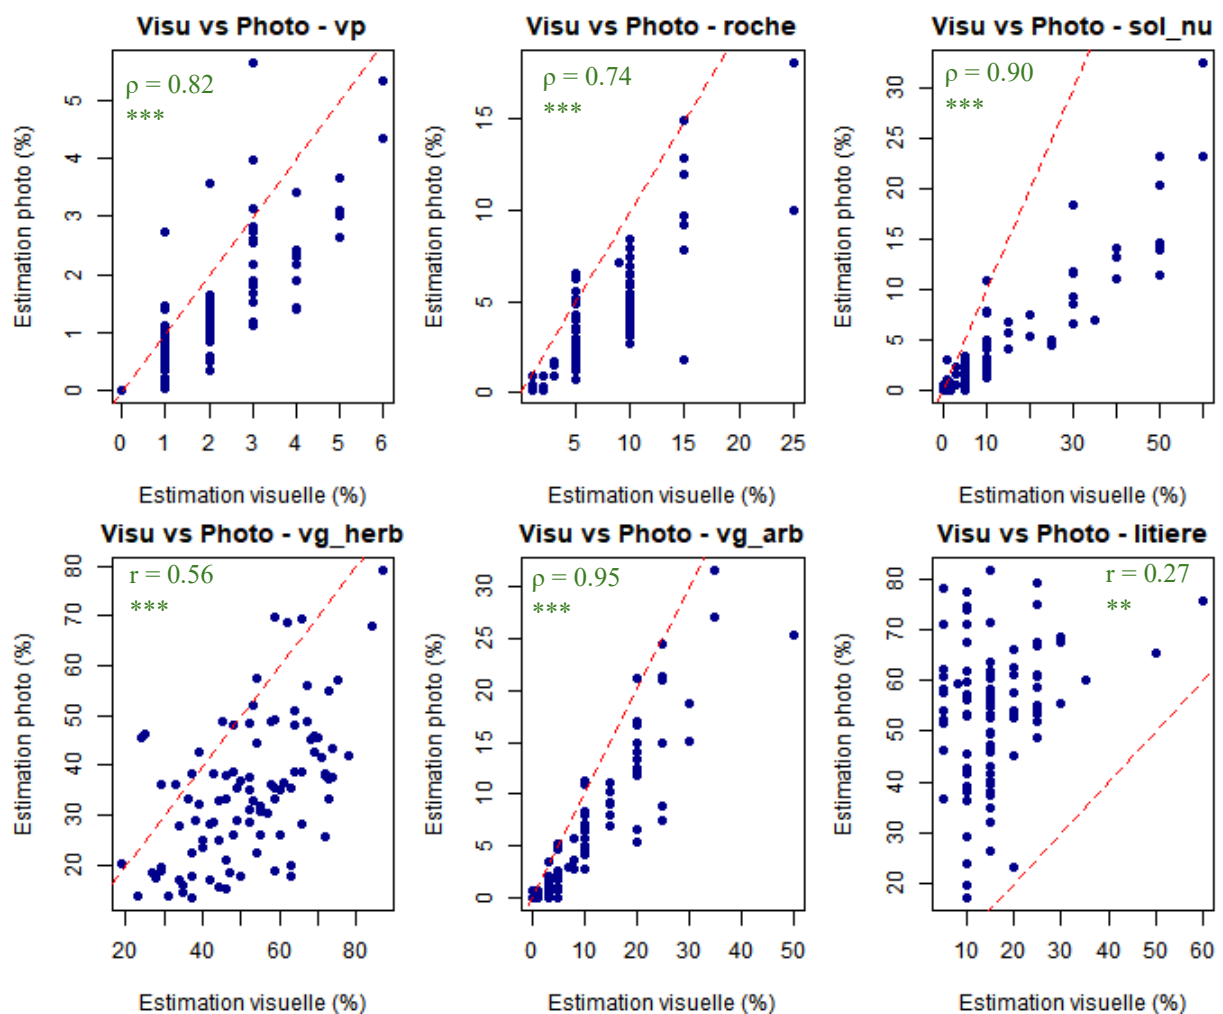 Visu vs Photo - vp
ρ = 0.82
***
Estimation photo (%)
5
4
3
2
1
0
0 1 2 3 4 5 6
Estimation visuelle (%)
Visu vs Photo - roche
ρ = 0.74
***
Estimation photo (%)
15
10
5
0
5 10 15 20 25
Estimation visuelle (%)
Visu vs Photo - sol_nu
ρ = 0.90
***
Estimation photo (%)
30
25
20
15
10
5
0
0 10 30 50
Estimation visuelle (%)
Visu vs Photo - vg_herb
r = 0.56
***
Estimation photo (%)
80
70
60
50
40
30
20
20 40 60 80
Estimation visuelle (%)
Visu vs Photo - vg_arb
ρ = 0.95
***
Estimation photo (%)
30
25
20
15
10
5
0
0 10 20 30 40 50
Estimation visuelle (%)
Visu vs Photo - litiere
r = 0.27
**
Estimation photo (%)
80
70
60
50
40
30
20
10 20 30 40 50 60
Estimation visuelle (%)